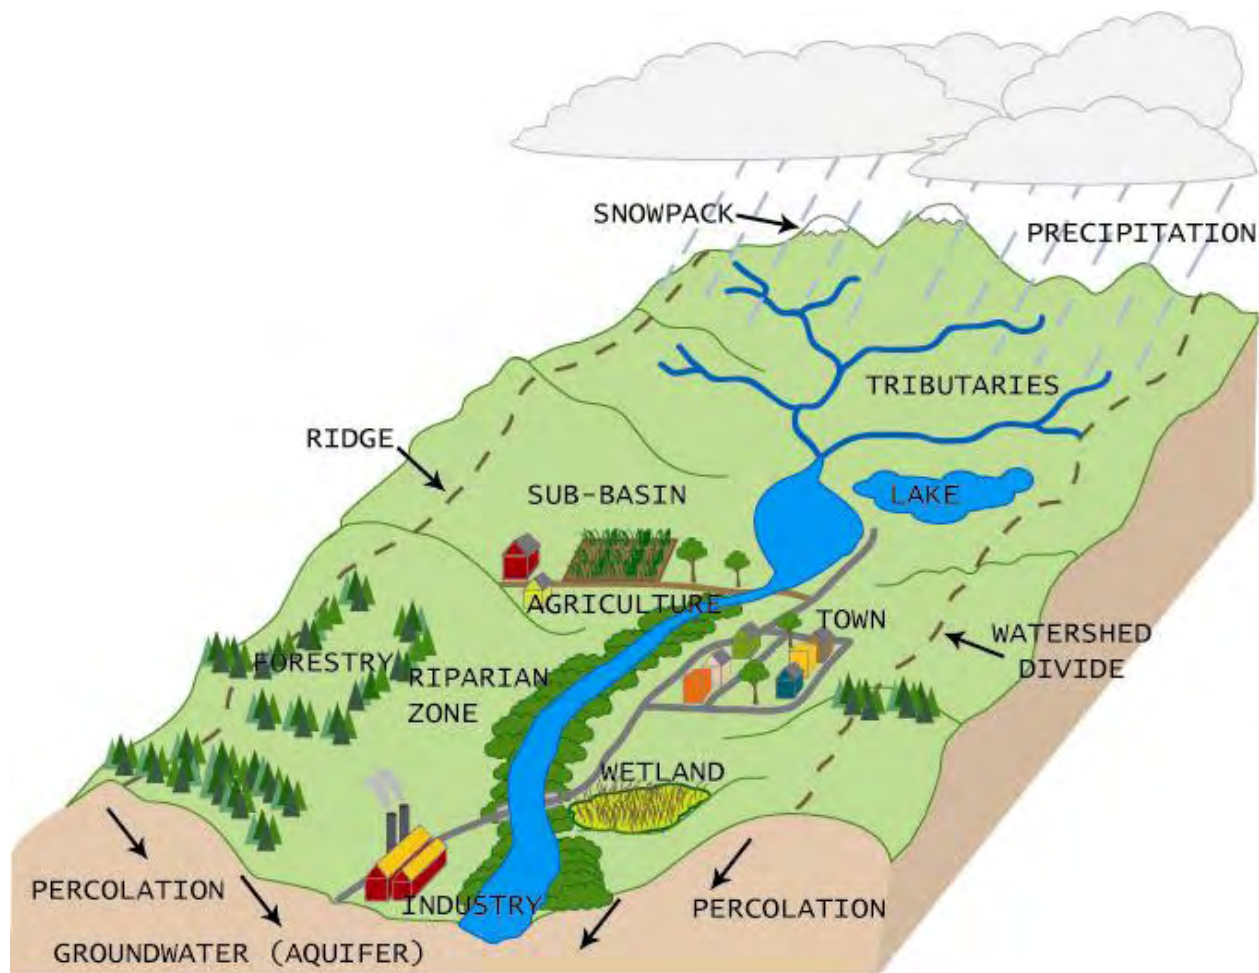 SNOWPACK
PRECIPITATION
TRIBUTARIES
RIDGE
SUB-BASIN
LAKE
AGRICULTURE
TOWN
WATERSHED
DIVIDE
FORESTRY
RIPARIAN
ZONE
WETLAND
PERCOLATION
INDUSTRY
PERCOLATION
GROUNDWATER (AQUIFER)